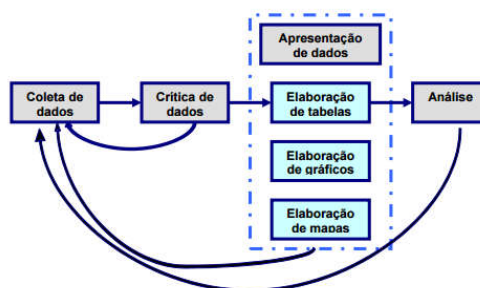 Apresentação
de dados
Coleta de
dados
Crítica de
dados
Elaboração
de tabelas
Análise
Elaboração
de gráficos
Elaboração
de mapas